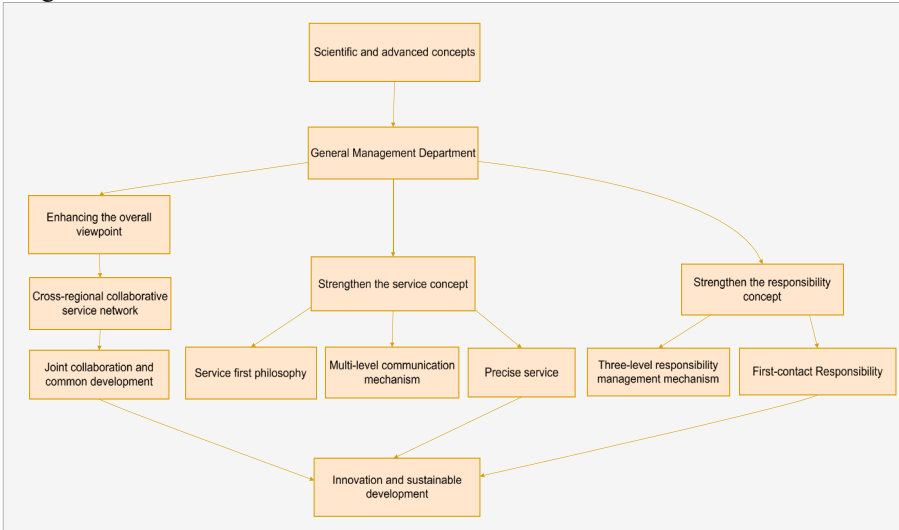 Scientific and advanced concepts
General Management Department
Enhancing the overall
viewpoint
Cross-regional collaborative
service network
Joint collaboration and
common development
Strengthen the service concept
Service first philosophy
Multi-level communication
mechanism
Precise service
Strengthen the responsibility
concept
Three-level responsibility
management mechanism
First-contact Responsibility
Innovation and sustainable
development